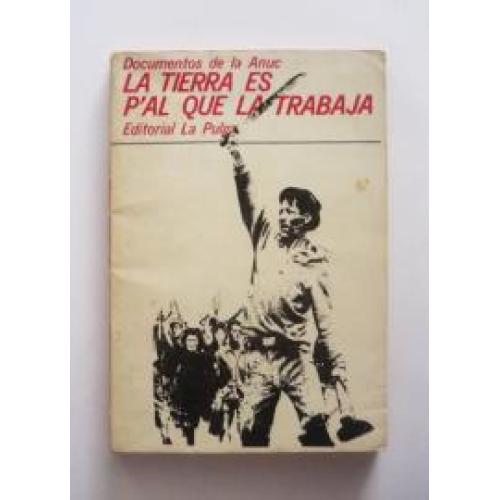 Documentos de la Anuc
LA TIERRA ES
P'AL QUE LA TRABAJA
Editorial La Pulga